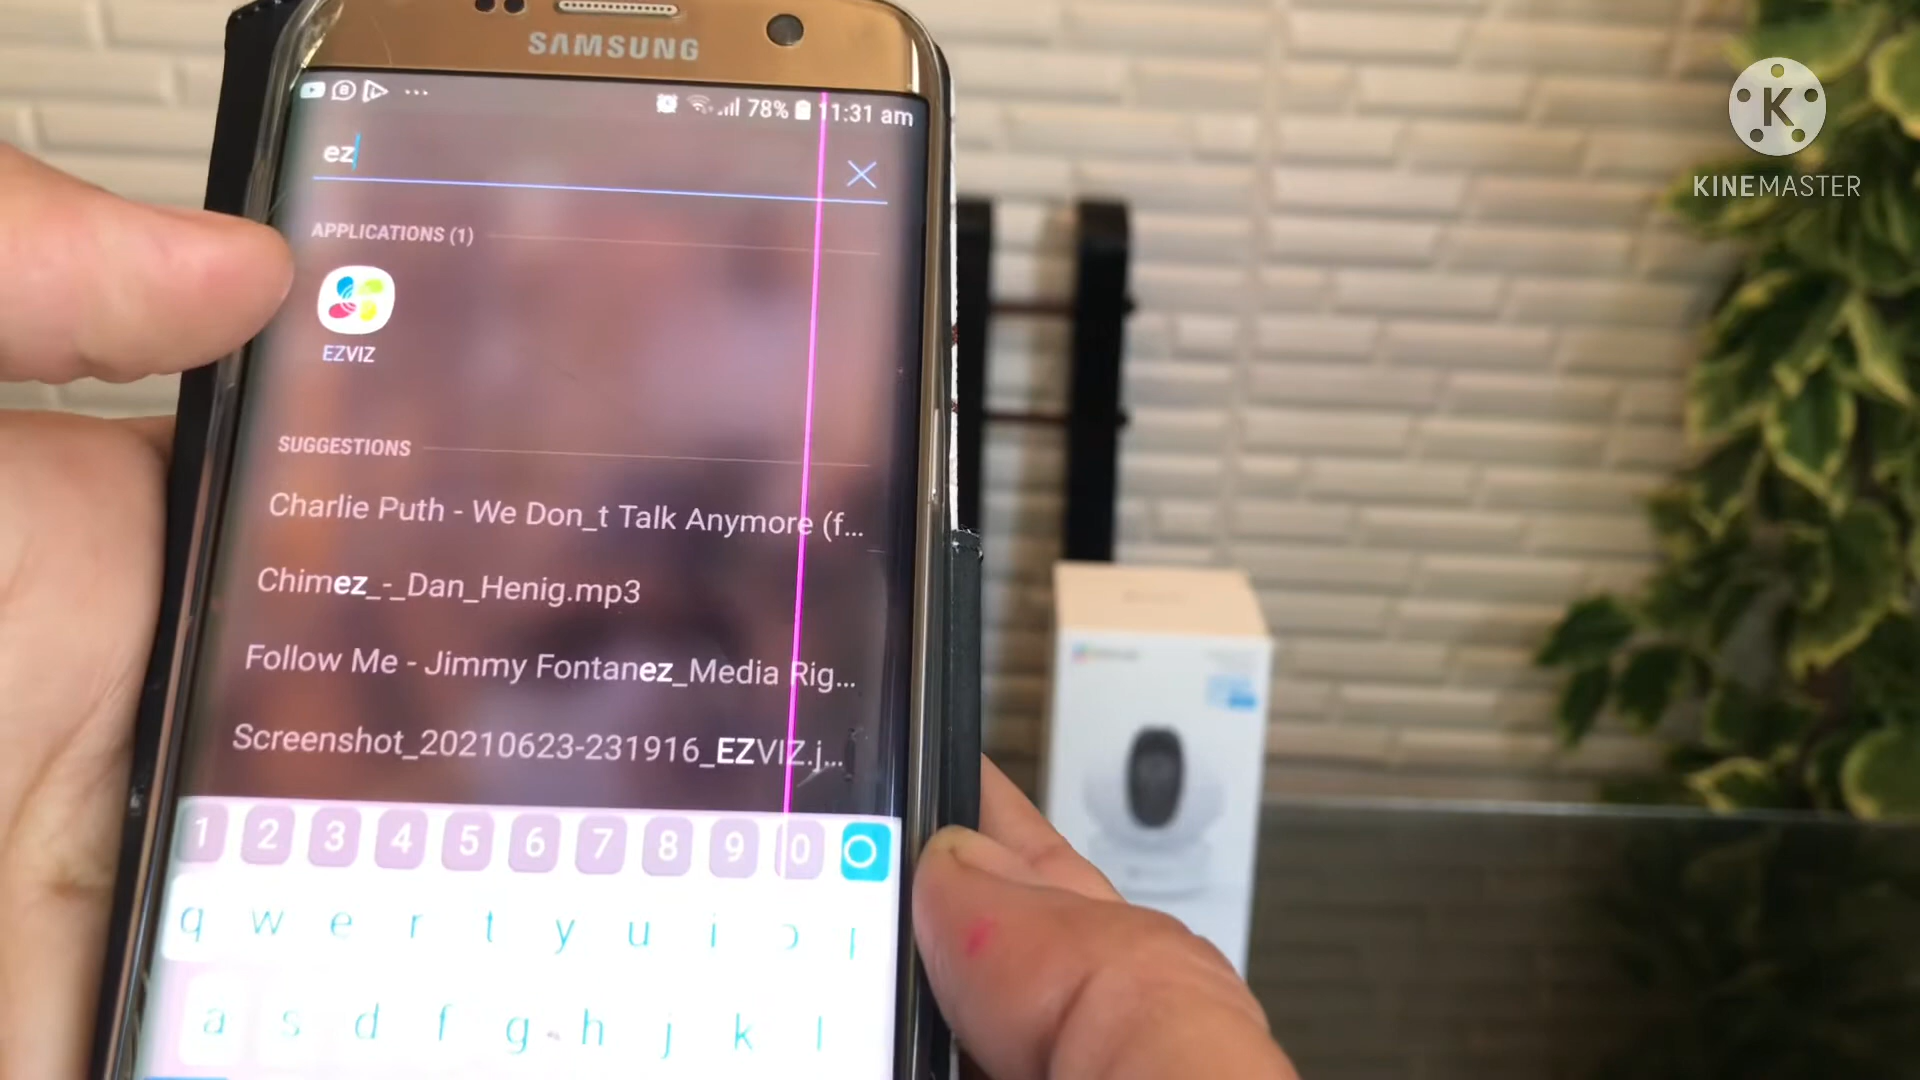 SAMSUNG
78% 11:31 am
ez
APPLICATIONS (1)
EZVIZ
SUGGESTIONS
Charlie Puth - We Don_t Talk Anymore (f...
Chimez_-_Dan_Henig.mp3
Follow Me - Jimmy Fontanez_Media Rig...
Screenshot_20210623-231916_EZVIZ.j...
1 2 3 4 5 6 7 8 9 0
q w e r t y u i
a s d f g h j k l
K
KINEMASTER